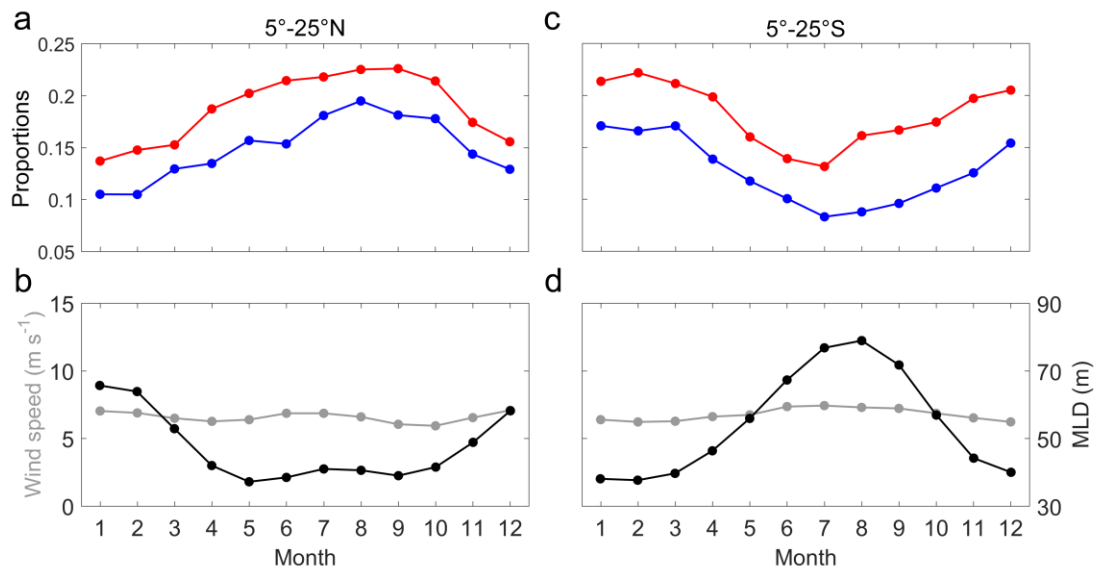 a
5°-25°N
c
5°-25°S
0.25
0.2
0.15
0.1
0.05
Proportions
b
d
15
10
5
0
Wind speed (m s⁻¹)
90
70
50
30
MLD (m)
1 2 3 4 5 6 7 8 9 10 11 12
Month
1 2 3 4 5 6 7 8 9 10 11 12
Month